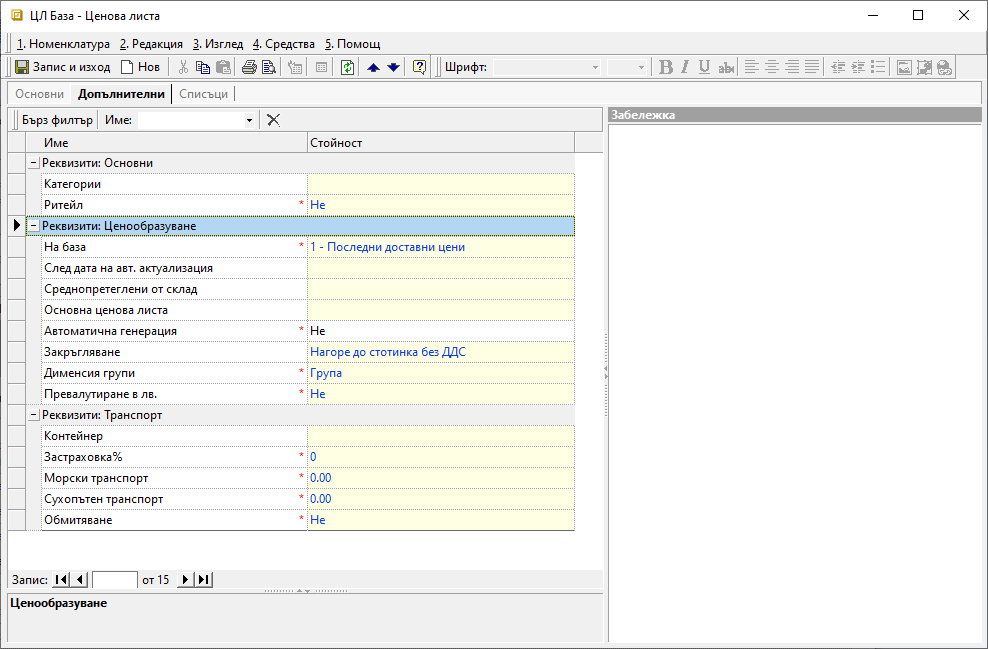 ЦЛ База - Ценова листа
1. Номенклатура 2. Редакция 3. Изглед 4. Средства 5. Помощ
Запис и изход Нов Шрифт: B I U abc
Основни Допълнителни Списъци
Бърз филтър Име:
Забележка
Име Стойност
Реквизити: Основни
Категории
Ритейл * Не
Реквизити: Ценообразуване
На база * 1 - Последни доставни цени
След дата на авт. актуализация
Среднопретеглени от склад
Основна ценова листа
Автоматична генерация * Не
Закръгляване * Нагоре до стотинка без ДДС
Дименсия групи * Група
Превалутиране в лв. * Не
Реквизити: Транспорт
Контейнер
Застраховка% * 0
Морски транспорт * 0.00
Сухопътен транспорт * 0.00
Обмитяване * Не
Запис: от 15
Ценообразуване